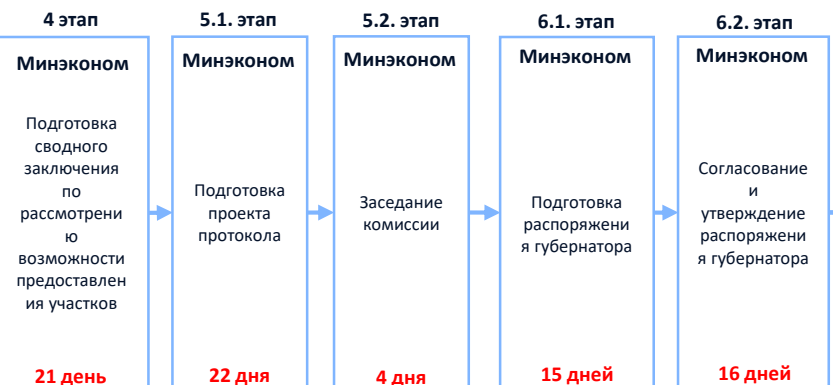 4 этап
Минэконом
Подготовка
сводного
заключения
по
рассмотрени
ю
возможности
предоставлен
ия участков
21 день
5.1. этап
Минэконом
Подготовка
проекта
протокола
22 дня
5.2. этап
Минэконом
Заседание
комиссии
4 дня
6.1. этап
Минэконом
Подготовка
распоряжени
я губернатора
15 дней
6.2. этап
Минэконом
Согласование
и
утверждение
распоряжени
я губернатора
16 дней